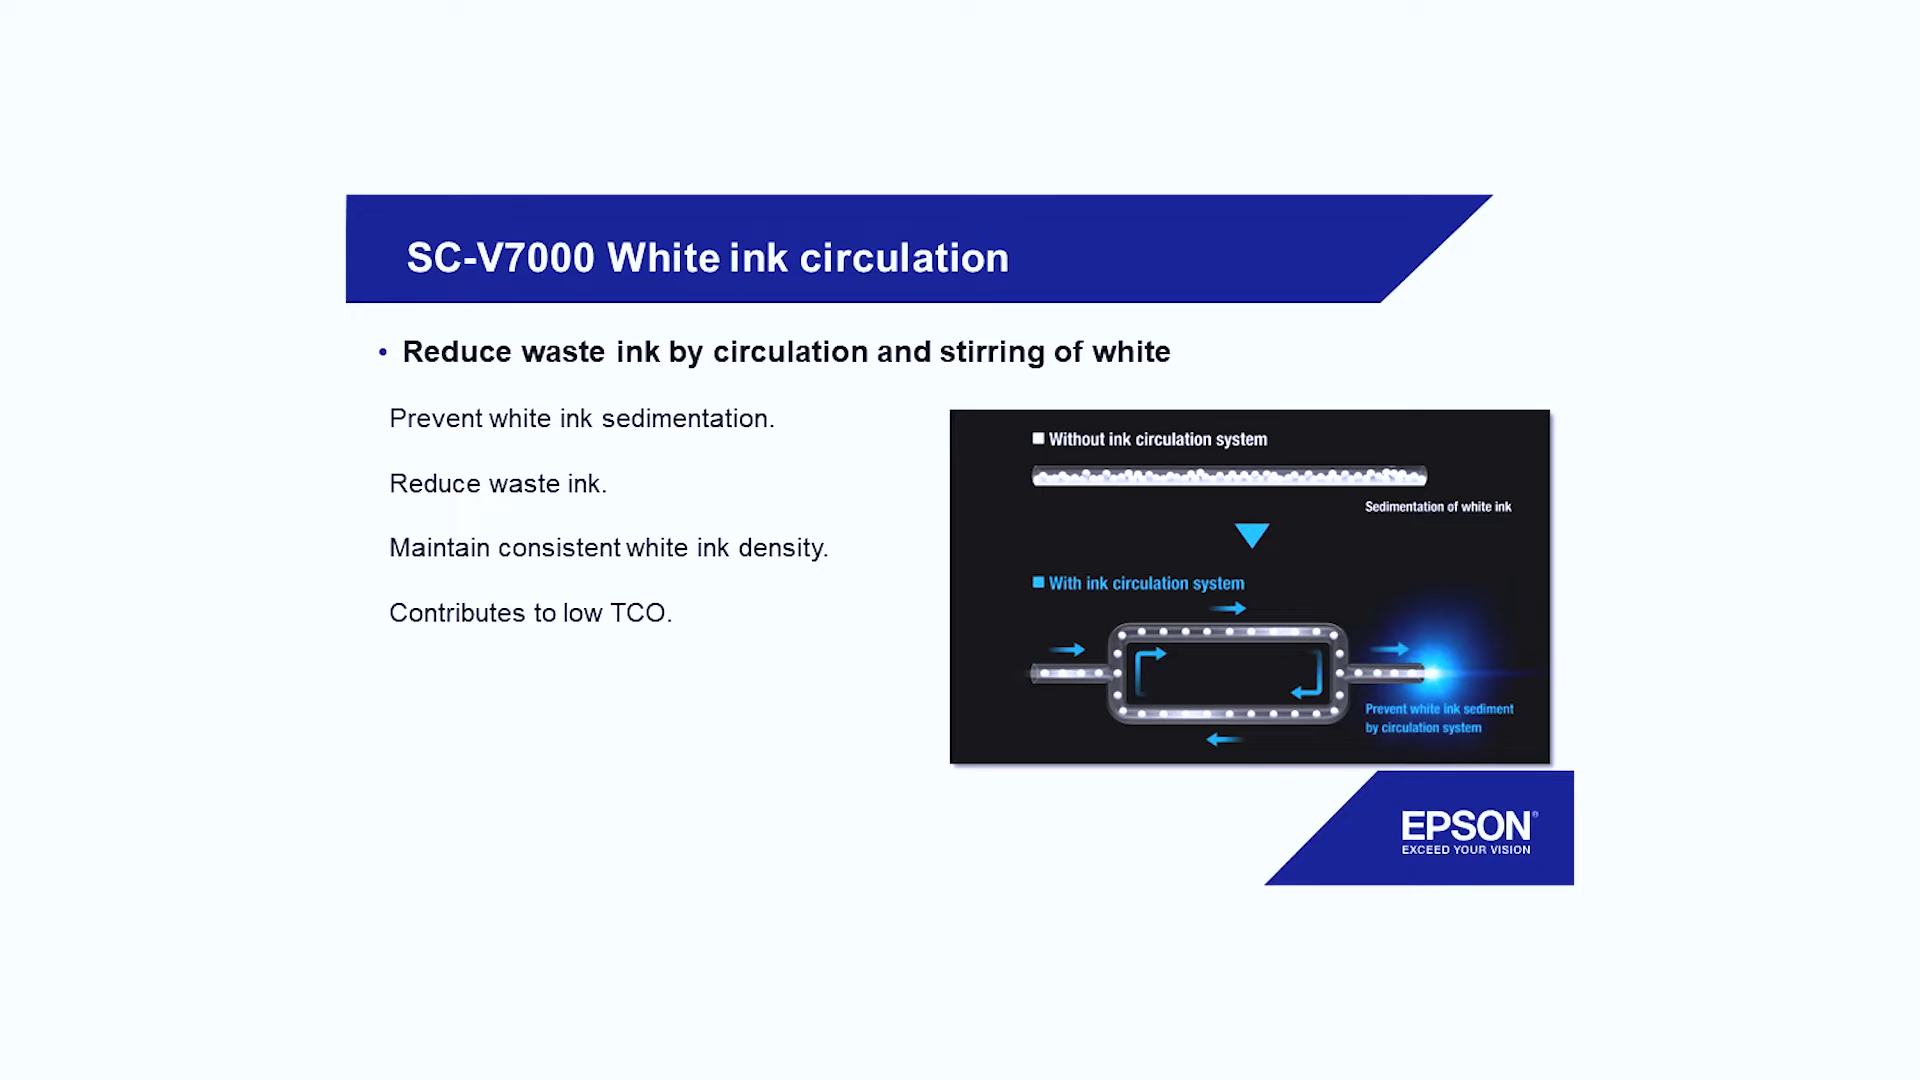 SC-V7000 White ink circulation
• Reduce waste ink by circulation and stirring of white
Prevent white ink sedimentation.
Reduce waste ink.
Maintain consistent white ink density.
Contributes to low TCO.
Without ink circulation system
Sedimentation of white ink
With ink circulation system
Prevent white ink sediment
by circulation system
EPSON®
EXCEED YOUR VISION